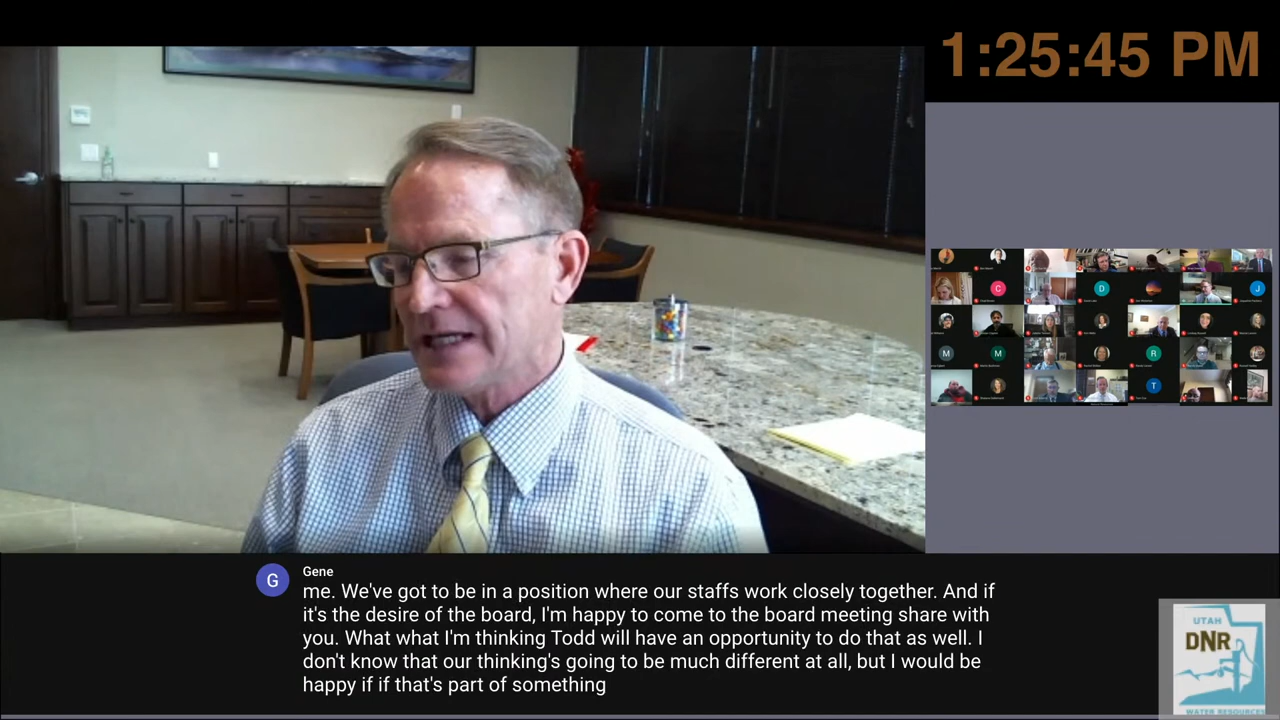 1:25:45 PM
C
D
J
M
M
R
T
G
Gene
me. We've got to be in a position where our staffs work closely together. And if
it's the desire of the board, I'm happy to come to the board meeting share with
you. What what I'm thinking Todd will have an opportunity to do that as well. I
don't know that our thinking's going to be much different at all, but I would be
happy if if that's part of something
UTAH
DNR
WATER RESOURCES